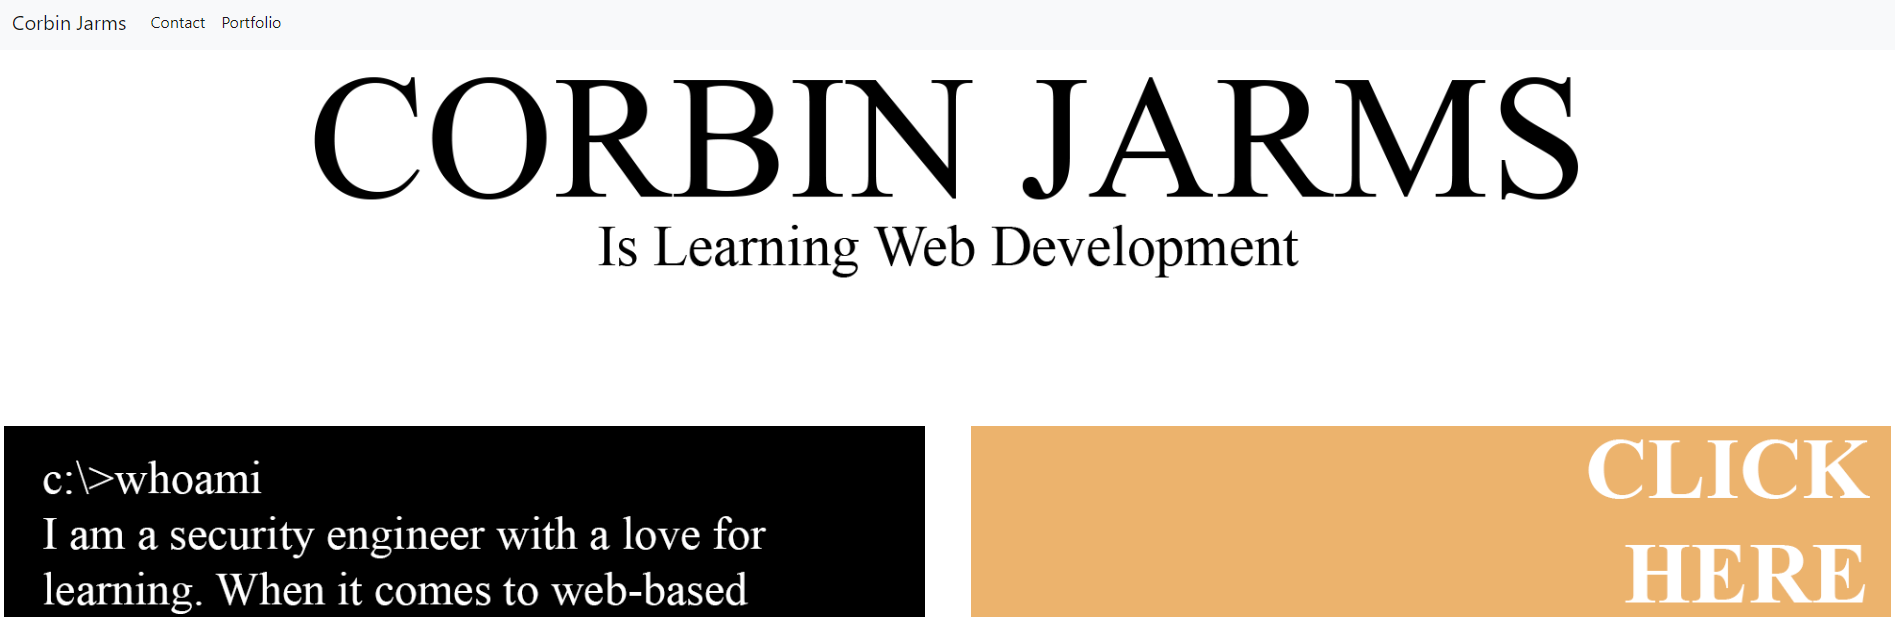 Corbin Jarms Contact Portfolio
CORBIN JARMS
Is Learning Web Development
c:\>whoami
I am a security engineer with a love for
learning. When it comes to web-based
CLICK
HERE